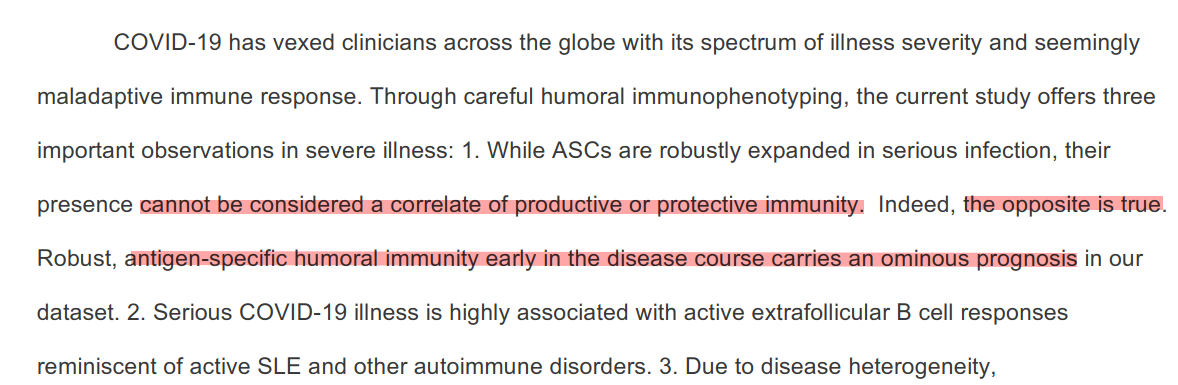 COVID-19 has vexed clinicians across the globe with its spectrum of illness severity and seemingly
maladaptive immune response. Through careful humoral immunophenotyping, the current study offers three
important observations in severe illness: 1. While ASCs are robustly expanded in serious infection, their
presence cannot be considered a correlate of productive or protective immunity. Indeed, the opposite is true.
Robust, antigen-specific humoral immunity early in the disease course carries an ominous prognosis in our
dataset. 2. Serious COVID-19 illness is highly associated with active extrafollicular B cell responses
reminiscent of active SLE and other autoimmune disorders. 3. Due to disease heterogeneity,